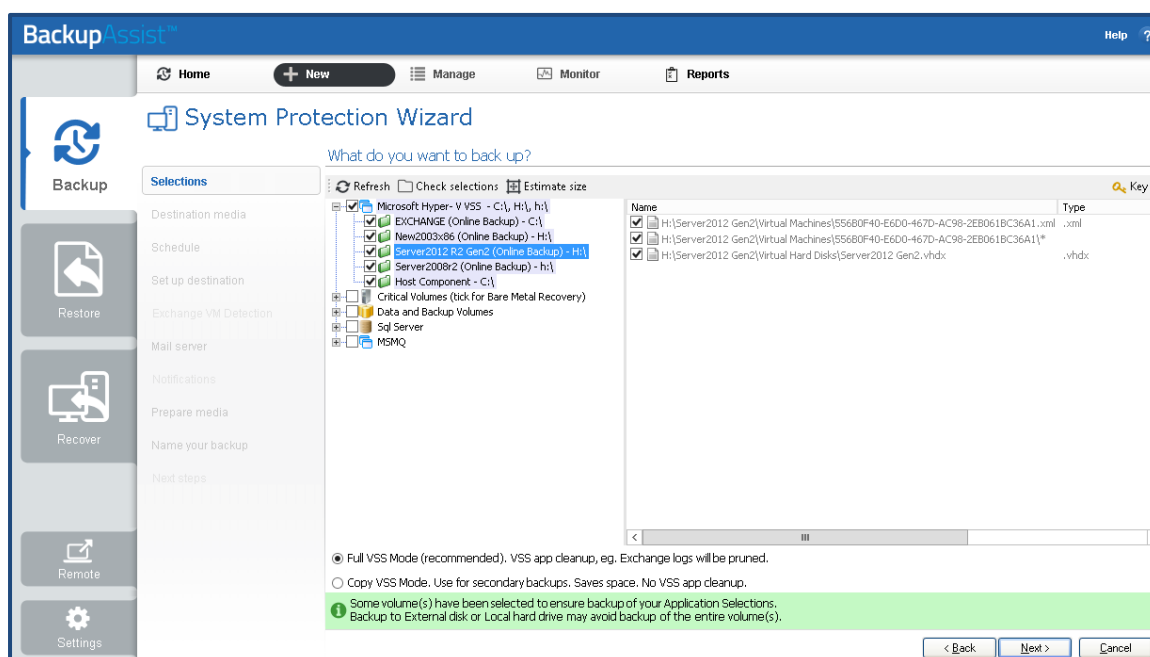 BackupAssist™
Help ?
Home New Manage Monitor Reports
System Protection Wizard
What do you want to back up?
Backup
Restore
Recover
Remote
Settings
Selections
Destination media
Schedule
Set up destination
Exchange VM Detection
Mail server
Notifications
Prepare media
Name your backup
Next steps
Refresh Check selections Estimate size Key
Microsoft Hyper- V VSS - C:\, H:\, h:\
EXCHANGE (Online Backup) - C:\
New2003x86 (Online Backup) - H:\
Server2012 R2 Gen2 (Online Backup) - H:\
Server2008r2 (Online Backup) - h:\
Host Component - C:\
Critical Volumes (tick for Bare Metal Recovery)
Data and Backup Volumes
Sql Server
MSMQ
Name Type
H:\Server2012 Gen2\Virtual Machines\556B0F40-E6D0-467D-AC98-2EB061BC36A1.xml .xml
H:\Server2012 Gen2\Virtual Machines\556B0F40-E6D0-467D-AC98-2EB061BC36A1\*
H:\Server2012 Gen2\Virtual Hard Disks\Server2012 Gen2.vhdx .vhdx
Full VSS Mode (recommended). VSS app cleanup, eg. Exchange logs will be pruned.
Copy VSS Mode. Use for secondary backups. Saves space. No VSS app cleanup.
Some volume(s) have been selected to ensure backup of your Application Selections.
Backup to External disk or Local hard drive may avoid backup of the entire volume(s).
< Back Next > Cancel